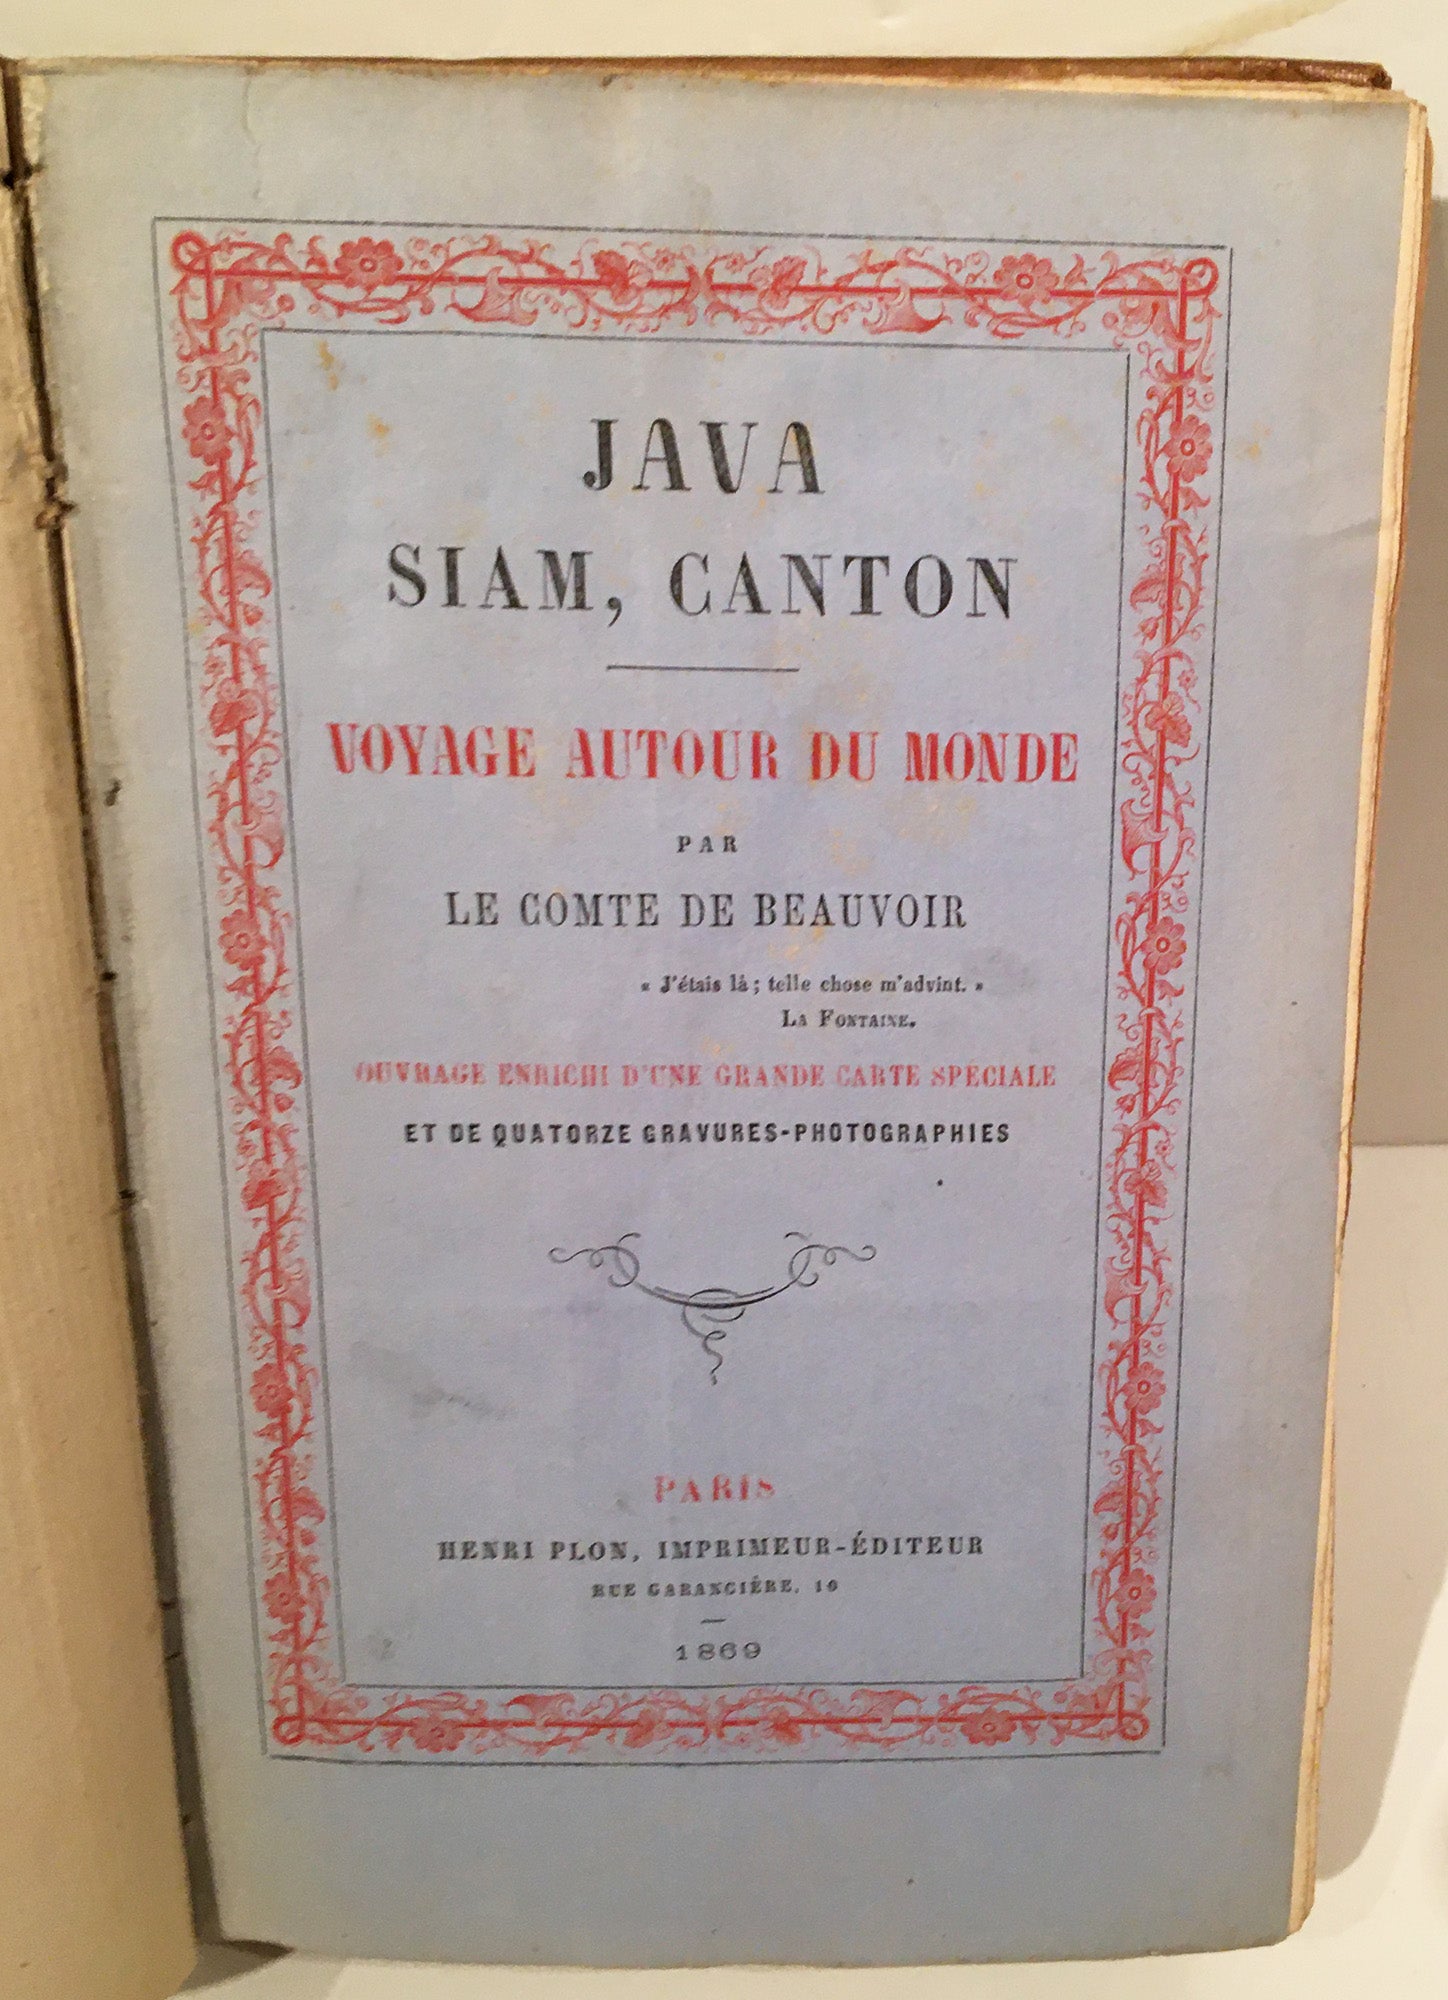 JAVA
SIAM, CANTON
VOYAGE AUTOUR DU MONDE
PAR
LE COMTE DE BEAUVOIR
« J'étais là ; telle chose m'advint. »
LA FONTAINE.
OUVRAGE ENRICHI D'UNE GRANDE CARTE SPÉCIALE
ET DE QUATORZE GRAVURES-PHOTOGRAPHIES
PARIS
HENRI PLON, IMPRIMEUR-ÉDITEUR
RUE GARANCIÈRE, 10
1869